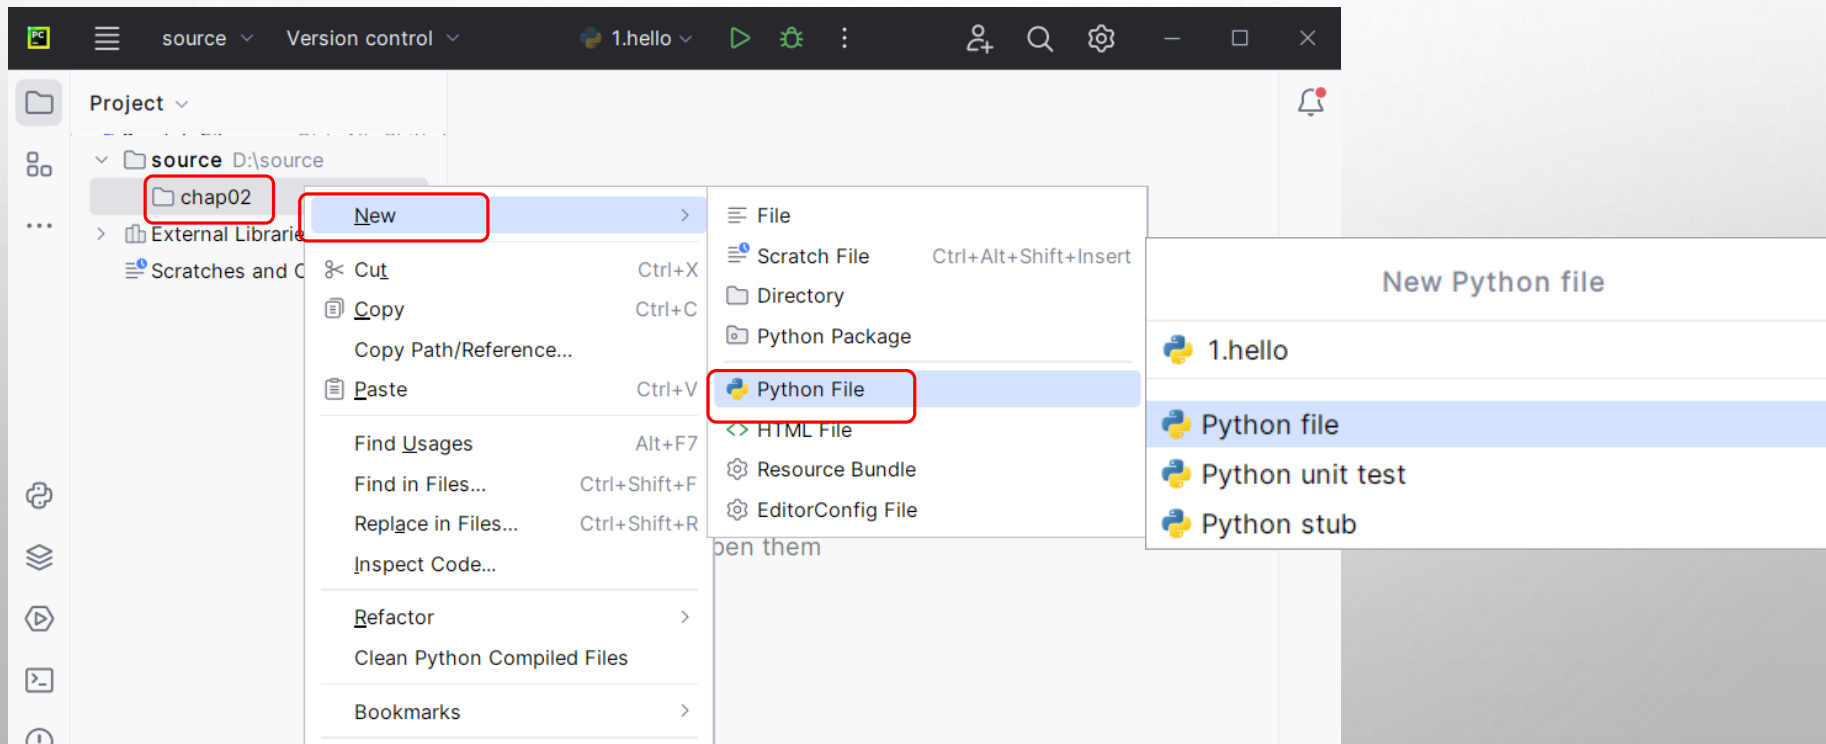 PC
source
Version control
1.hello
Project
source D:\source
chap02
External Librarie
Scratches and C
New
Cut Ctrl+X
Copy Ctrl+C
Copy Path/Reference...
Paste Ctrl+V
Find Usages Alt+F7
Find in Files... Ctrl+Shift+F
Replace in Files... Ctrl+Shift+R
Inspect Code...
Refactor
Clean Python Compiled Files
Bookmarks
File
Scratch File Ctrl+Alt+Shift+Insert
Directory
Python Package
Python File
HTML File
Resource Bundle
EditorConfig File
pen them
New Python file
1.hello
Python file
Python unit test
Python stub